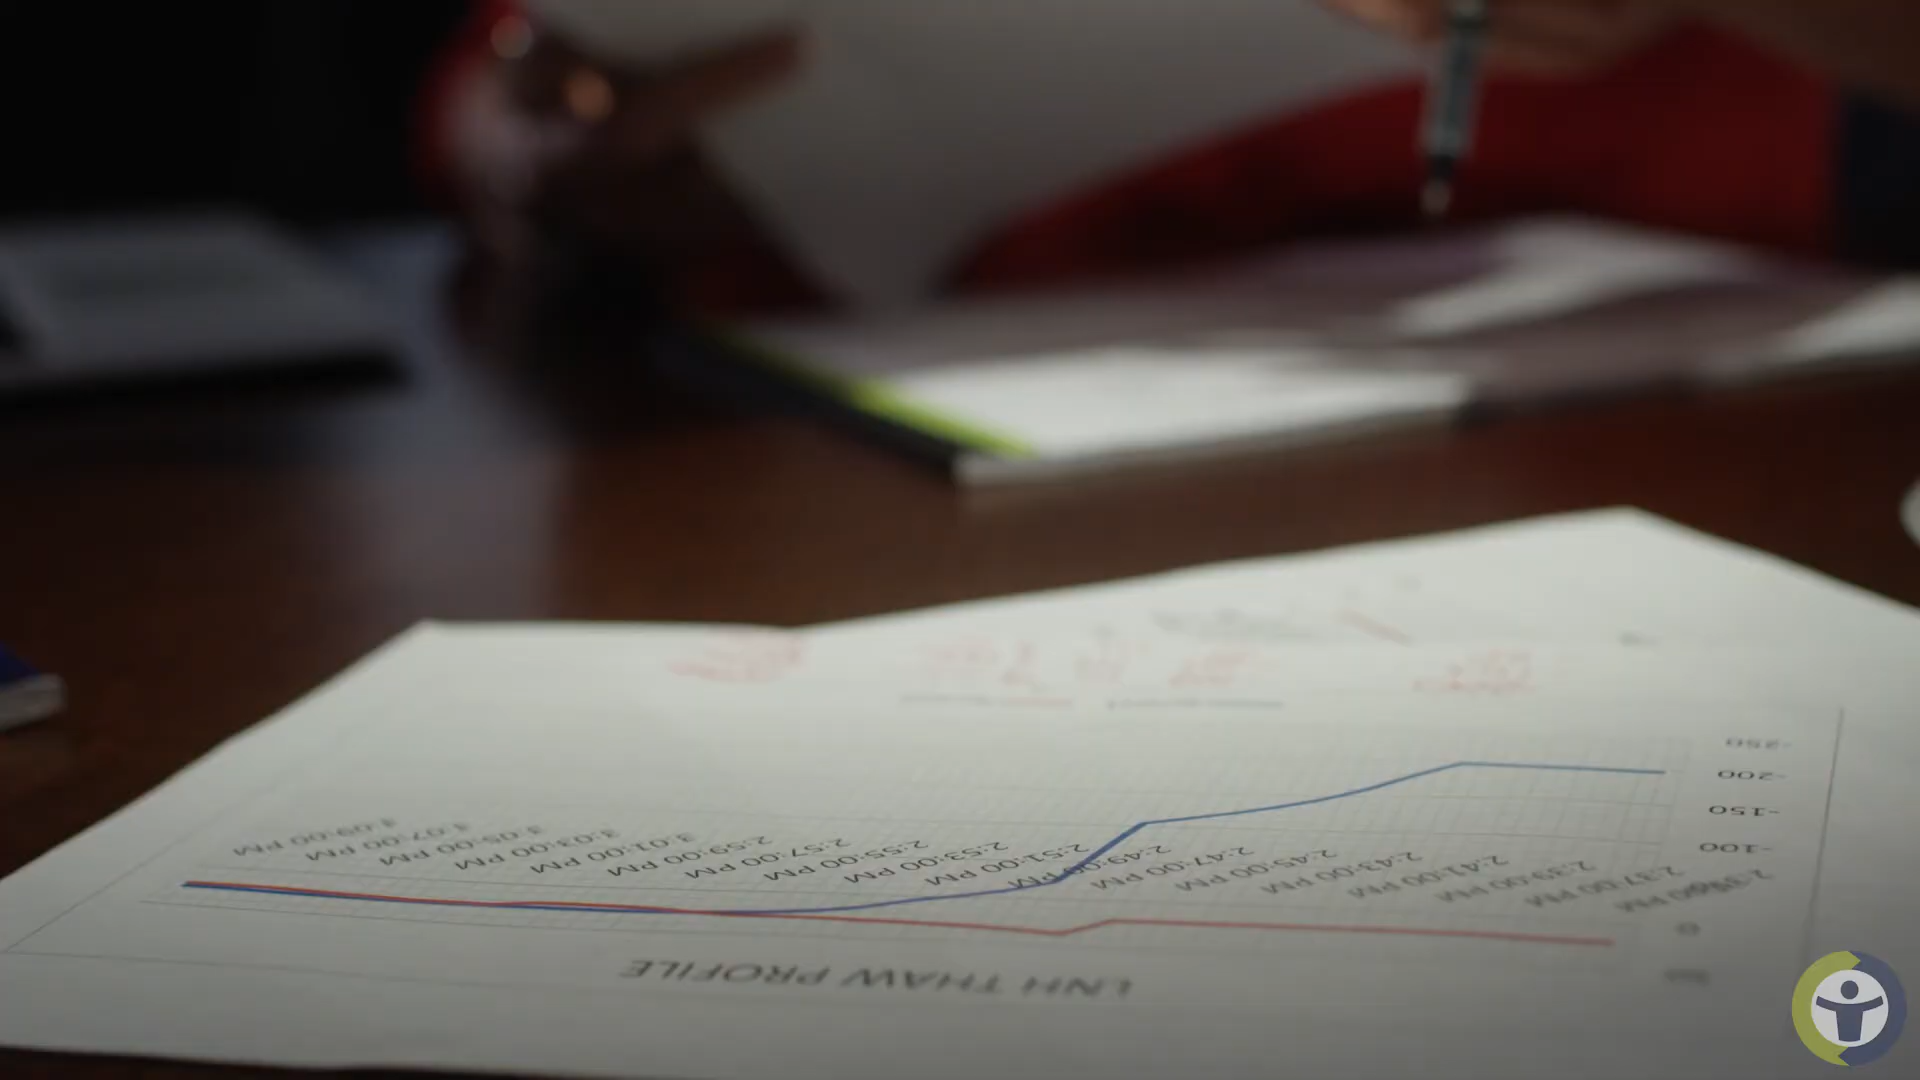 LNH THAW PROFILE
0
-100
-150
-200
-250
2:37:00 PM
2:39:00 PM
2:41:00 PM
2:43:00 PM
2:45:00 PM
2:47:00 PM
2:49:00 PM
2:51:00 PM
2:53:00 PM
2:55:00 PM
2:57:00 PM
2:59:00 PM
3:01:00 PM
3:03:00 PM
3:05:00 PM
3:07:00 PM
3:09:00 PM